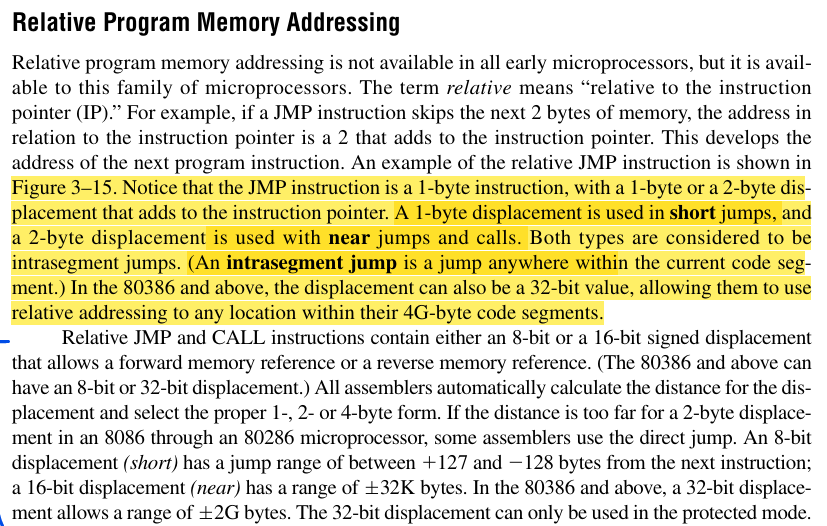 Relative Program Memory Addressing
Relative program memory addressing is not available in all early microprocessors, but it is avail-
able to this family of microprocessors. The term relative means “relative to the instruction
pointer (IP).” For example, if a JMP instruction skips the next 2 bytes of memory, the address in
relation to the instruction pointer is a 2 that adds to the instruction pointer. This develops the
address of the next program instruction. An example of the relative JMP instruction is shown in
Figure 3–15. Notice that the JMP instruction is a 1-byte instruction, with a 1-byte or a 2-byte dis-
placement that adds to the instruction pointer. A 1-byte displacement is used in short jumps, and
a 2-byte displacement is used with near jumps and calls. Both types are considered to be
intrasegment jumps. (An intrasegment jump is a jump anywhere within the current code seg-
ment.) In the 80386 and above, the displacement can also be a 32-bit value, allowing them to use
relative addressing to any location within their 4G-byte code segments.
Relative JMP and CALL instructions contain either an 8-bit or a 16-bit signed displacement
that allows a forward memory reference or a reverse memory reference. (The 80386 and above can
have an 8-bit or 32-bit displacement.) All assemblers automatically calculate the distance for the dis-
placement and select the proper 1-, 2- or 4-byte form. If the distance is too far for a 2-byte displace-
ment in an 8086 through an 80286 microprocessor, some assemblers use the direct jump. An 8-bit
displacement (short) has a jump range of between +127 and −128 bytes from the next instruction;
a 16-bit displacement (near) has a range of ±32K bytes. In the 80386 and above, a 32-bit displace-
ment allows a range of ±2G bytes. The 32-bit displacement can only be used in the protected mode.